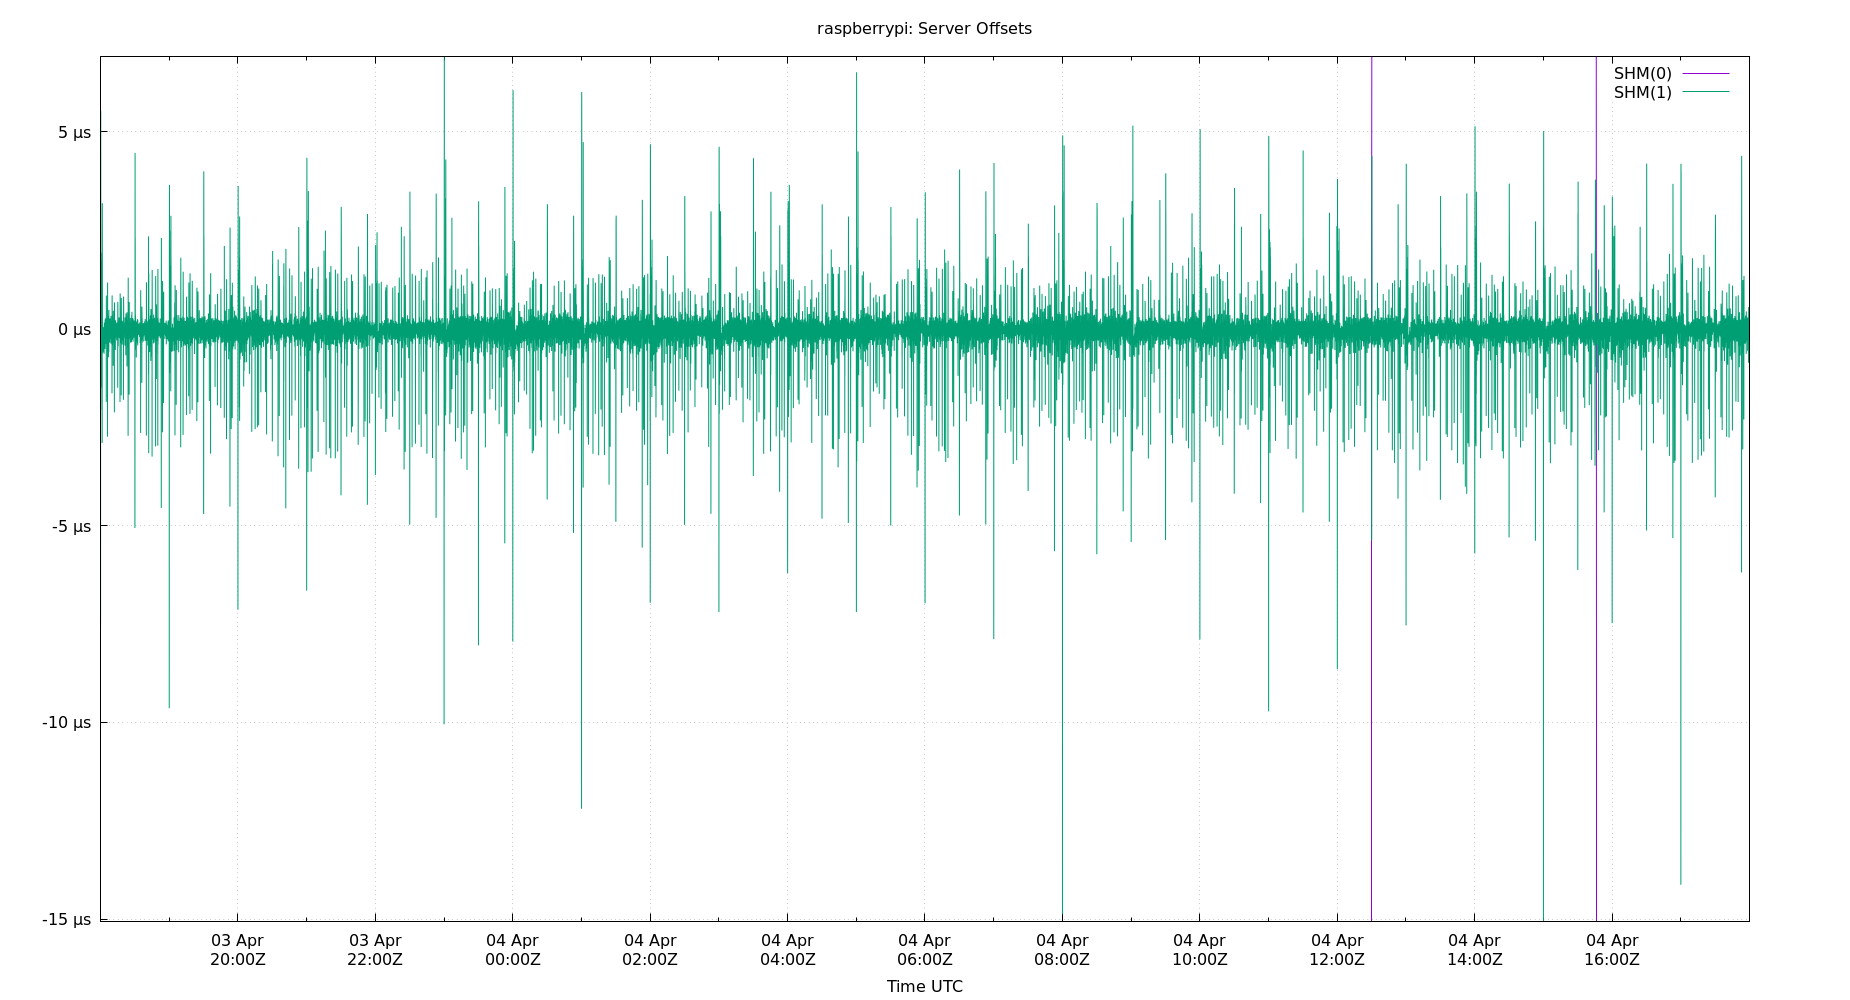 raspberrypi: Server Offsets
SHM(0)
SHM(1)
5 µs
0 µs
-5 µs
-10 µs
-15 µs
03 Apr 03 Apr 04 Apr 04 Apr 04 Apr 04 Apr 04 Apr 04 Apr 04 Apr 04 Apr 04 Apr
20:00Z 22:00Z 00:00Z 02:00Z 04:00Z 06:00Z 08:00Z 10:00Z 12:00Z 14:00Z 16:00Z
Time UTC